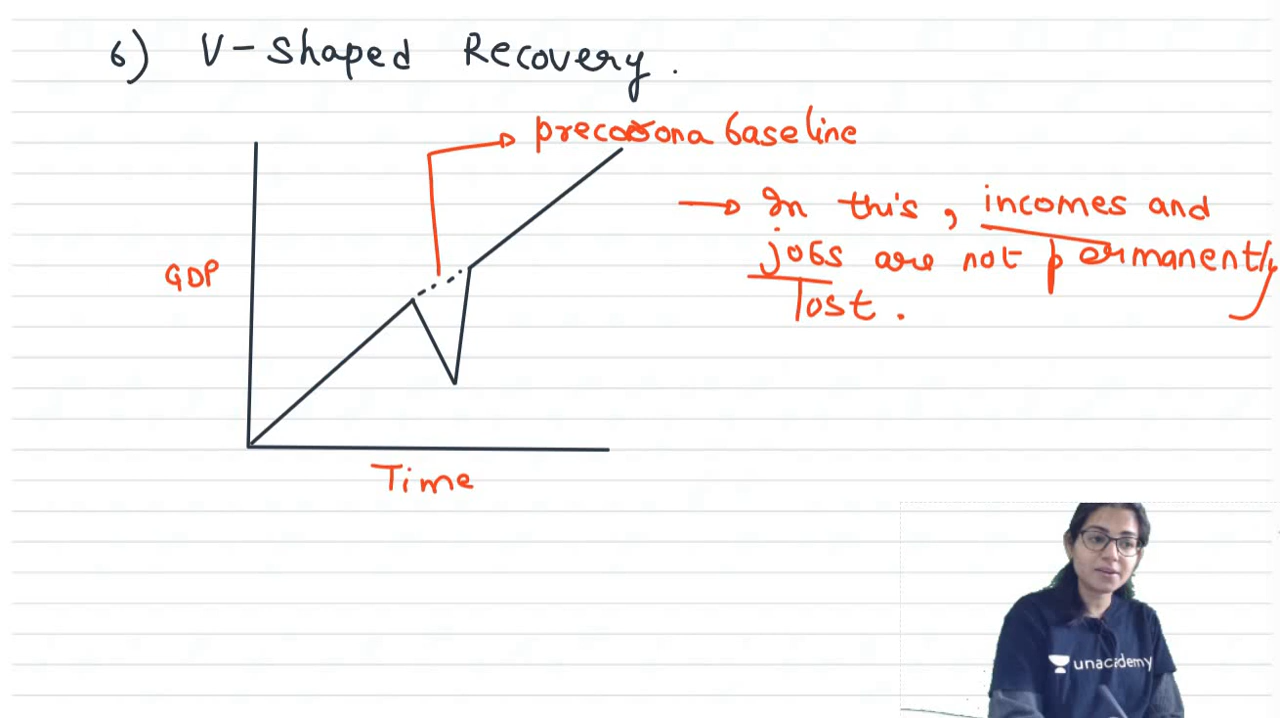 6) V-Shaped Recovery.
precorona baseline
→ In this, incomes and
jobs are not permanently
lost.
GDP
Time
unacademy